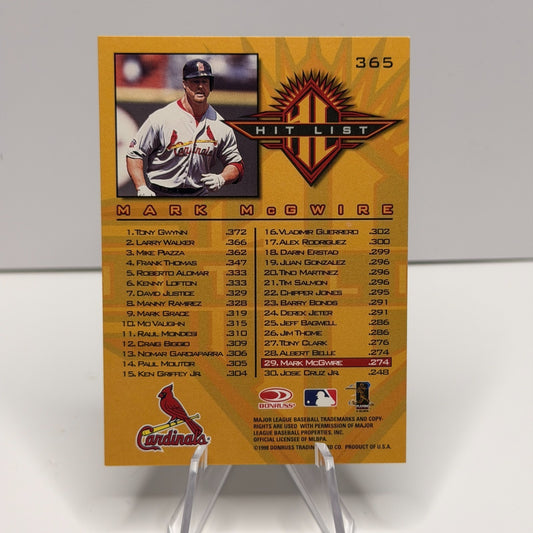 365
HL
HIT LIST
Cardinals
MARK McGWIRE
1. TONY GWYNN .372
2. LARRY WALKER .366
3. MIKE PIAZZA .362
4. FRANK THOMAS .347
5. ROBERTO ALOMAR .333
6. KENNY LOFTON .333
7. DAVID JUSTICE .329
8. MANNY RAMIREZ .328
9. MARK GRACE .319
10. MO VAUGHN .315
11. RAUL MONDESI .310
12. CRAIG BIGGIO .309
13. NOMAR GARCIAPARRA .306
14. PAUL MOLITOR .305
15. KEN GRIFFEY JR. .304
16. VLADIMIR GUERRERO .302
17. ALEX RODRIGUEZ .300
18. DARIN ERSTAD .299
19. JUAN GONZALEZ .296
20. TINO MARTINEZ .296
21. TIM SALMON .296
22. CHIPPER JONES .295
23. BARRY BONDS .291
24. DEREK JETER .291
25. JEFF BAGWELL .286
26. JIM THOME .286
27. TONY CLARK .276
28. ALBERT BELLE .274
29. MARK McGWIRE .274
30. JOSE CRUZ JR. .248
Cardinals
DONRUSS
MAJOR LEAGUE BASEBALL TRADEMARKS AND COPY-
RIGHTS ARE USED WITH PERMISSION OF MAJOR
LEAGUE BASEBALL PROPERTIES, INC.
OFFICIAL LICENSEE OF MLBPA.
©1998 DONRUSS TRADING CARD CO. PRODUCT OF U.S.A.